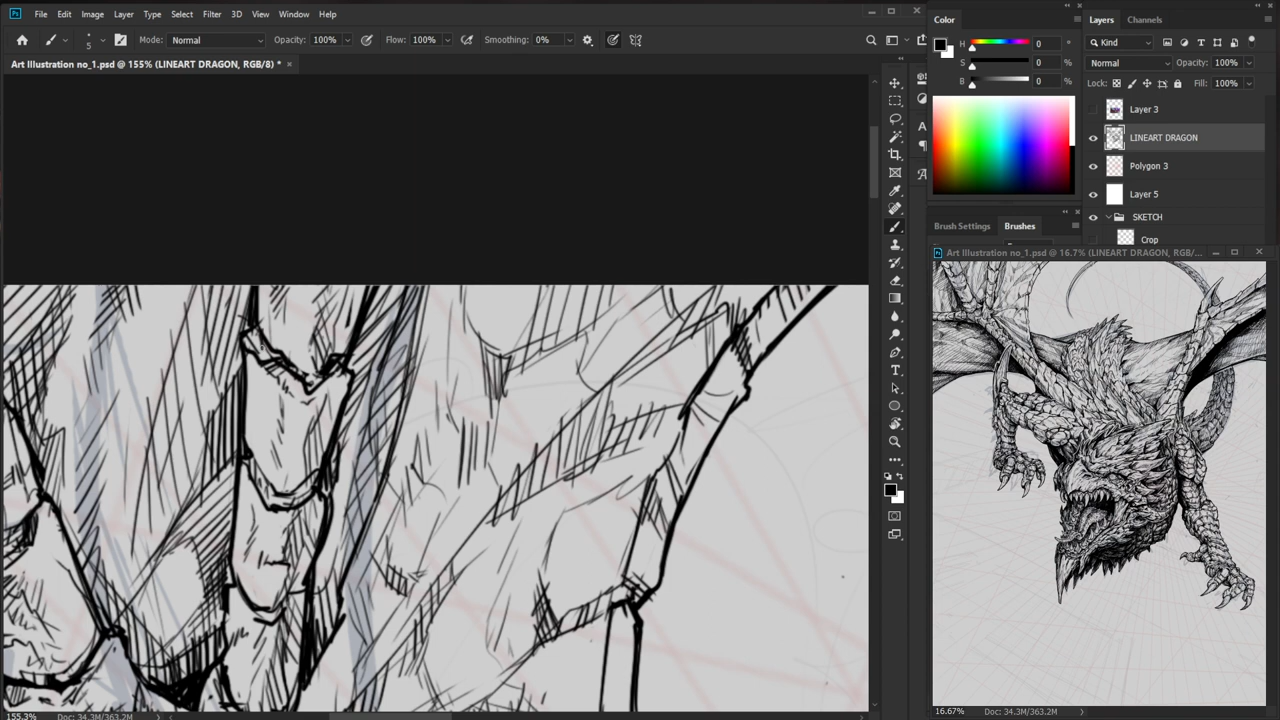 Ps File Edit Image Layer Type Select Filter 3D View Window Help
5 Mode: Normal Opacity: 100% Flow: 100% Smoothing: 0%
Art Illustration no_1.psd @ 155% (LINEART DRAGON, RGB/8) *
155.3% Doc: 34.3M/363.2M
Color
H 0 °
S 0 %
B 0 %
Brush Settings Brushes
Layers Channels
Kind
Normal Opacity: 100%
Lock: Fill: 100%
Layer 3
LINEART DRAGON
Polygon 3
Layer 5
SKETCH
Crop
Art Illustration no_1.psd @ 16.7% (LINEART DRAGON, RGB/...
16.67% Doc: 34.3M/363.2M